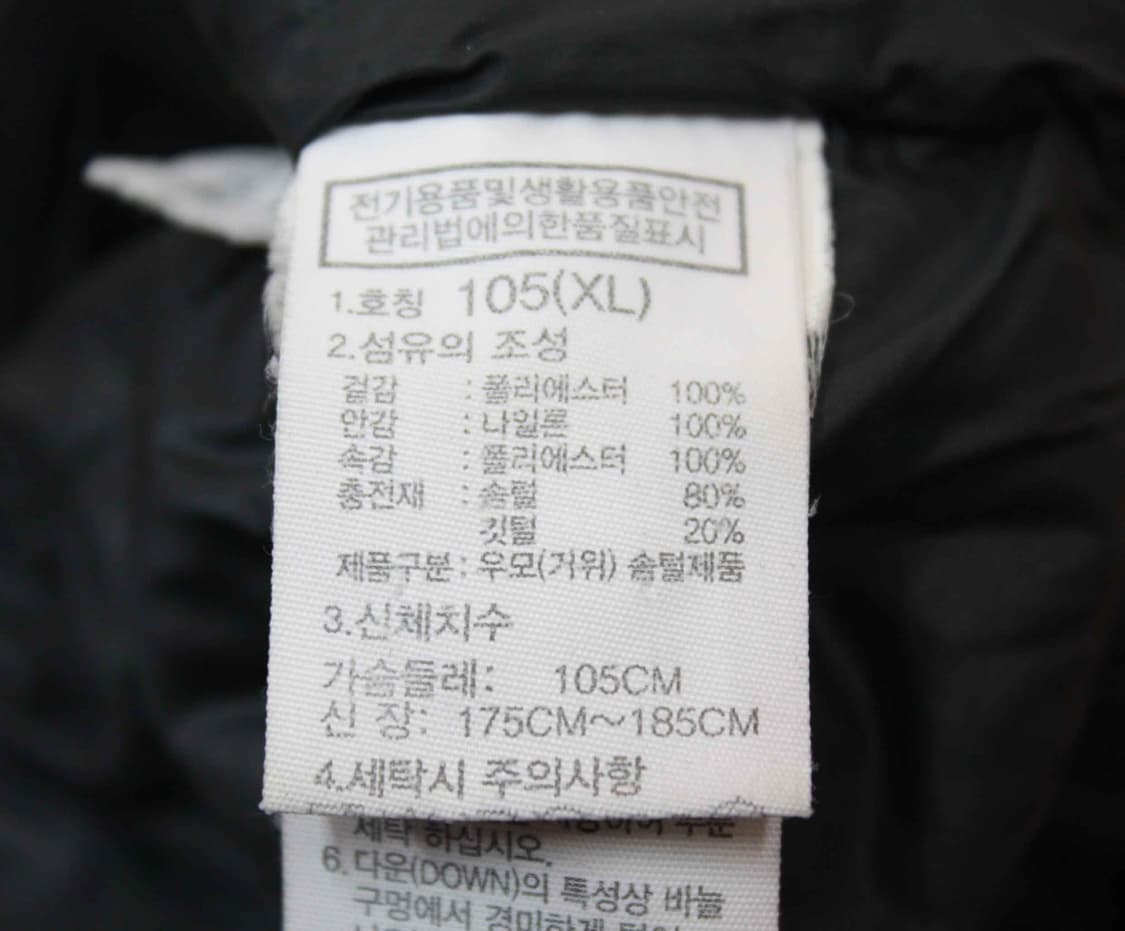 전기용품및생활용품안전
관리법에의한품질표시
1.호칭 105(XL)
2.섬유의 조성
겉감 : 폴리에스터 100%
안감 : 나일론 100%
속감 : 폴리에스터 100%
충전재 : 솜털 80%
깃털 20%
제품구분 : 우모(거위) 솜털제품
3.신체치수
가슴둘레: 105CM
신 장: 175CM~185CM
4.세탁시 주의사항
세탁 하십시오.
6.다운(DOWN)의 특성상 바늘
구멍에서 경미하게